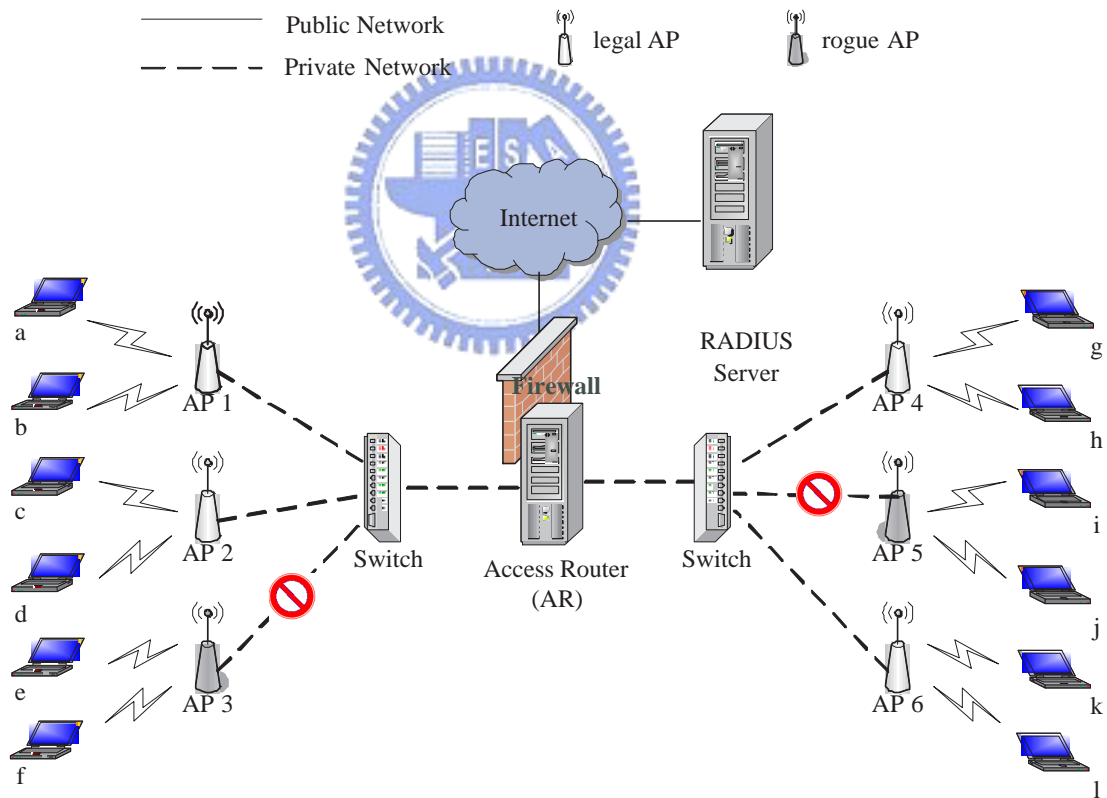 Public Network
legal AP
rogue AP
Private Network
E S
Internet
RADIUS
Server
Firewall
a
b
c
d
e
f
AP 1
AP 2
AP 3
Switch
Access Router
(AR)
Switch
AP 4
AP 5
AP 6
g
h
i
j
k
l